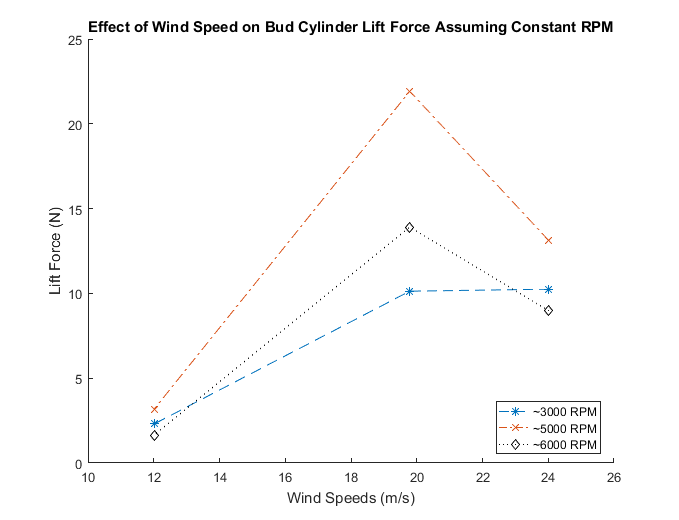 Effect of Wind Speed on Bud Cylinder Lift Force Assuming Constant RPM
25
20
15
10
5
0
Lift Force (N)
10 12 14 16 18 20 22 24 26
Wind Speeds (m/s)
~3000 RPM
~5000 RPM
~6000 RPM